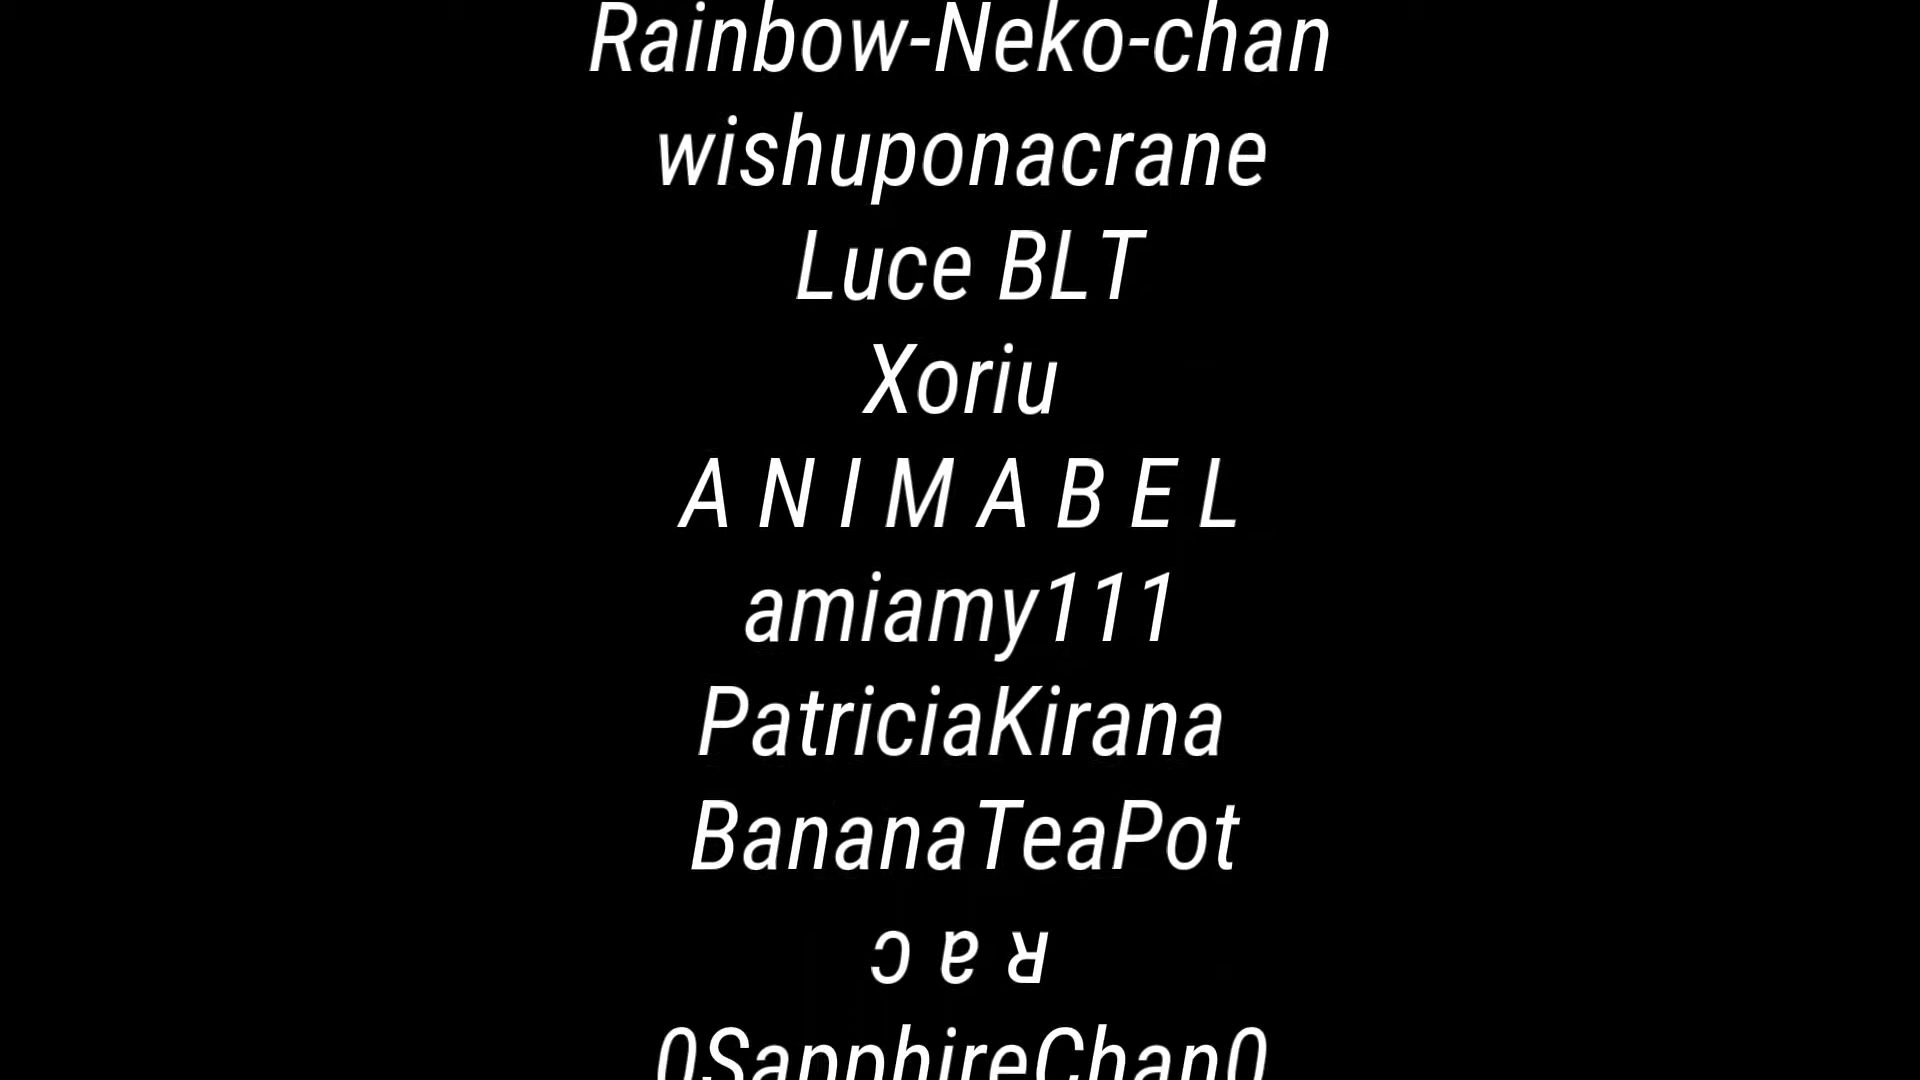 Rainbow-Neko-chan
wishuponacrane
Luce BLT
Xoriu
A N I M A B E L
amiamy111
PatriciaKirana
BananaTeaPot
ɔ ɐ ᴚ
0SapphireChan0